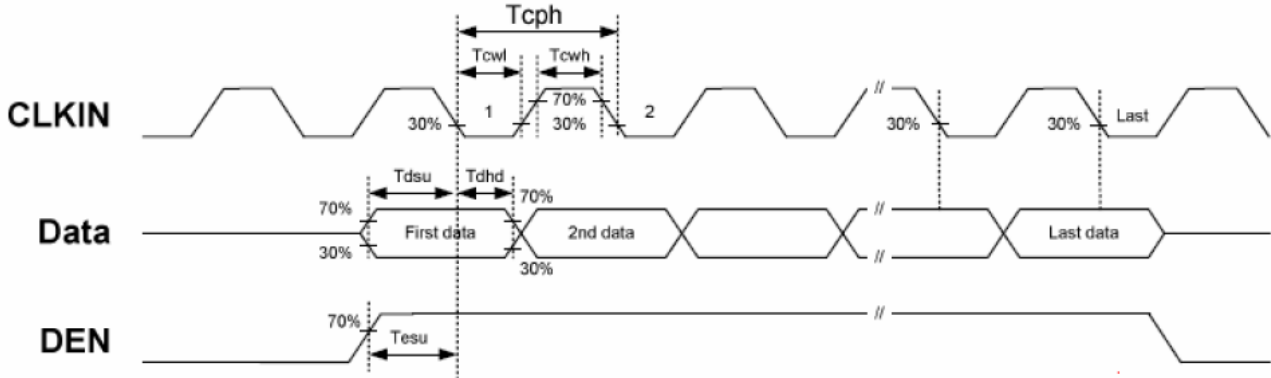 Tcph
Tcwl Tcwh
CLKIN 30% 1 70% 30% 2 // 30% 30% Last
Tdsu Tdhd
70% 70%
Data First data 2nd data // Last data
30% 30%
70% //
DEN Tesu